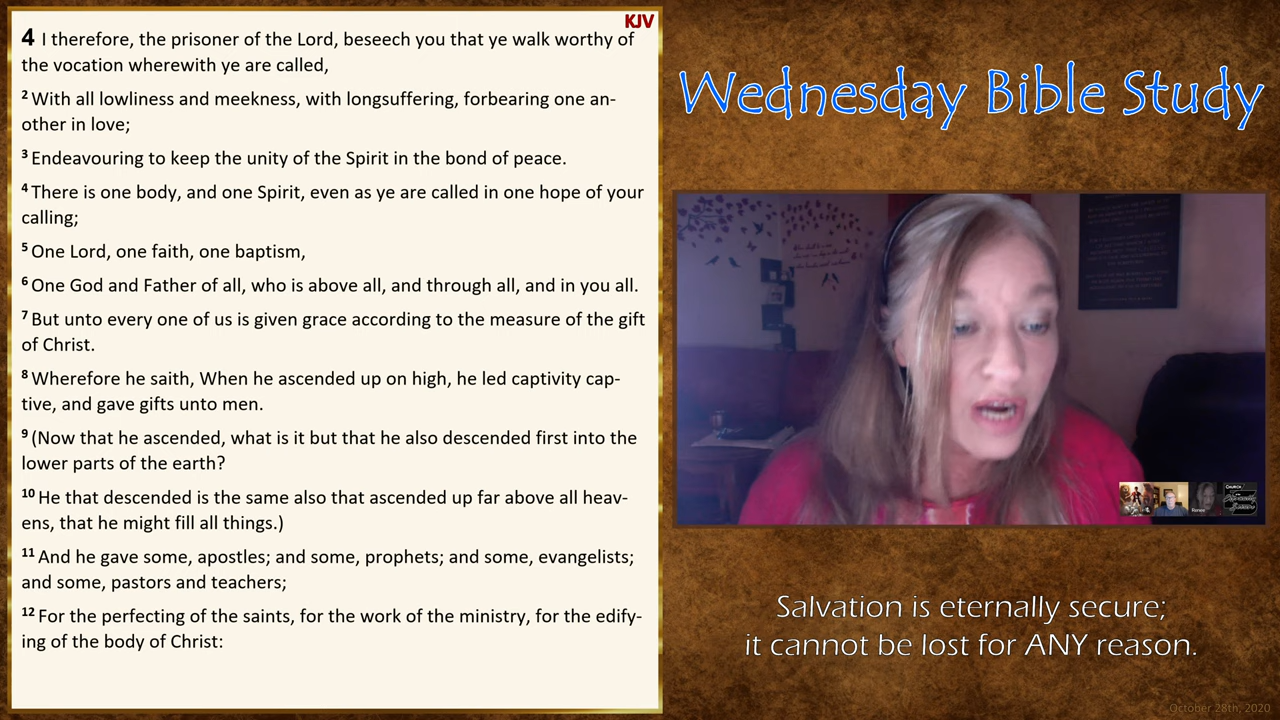 KJV
4 I therefore, the prisoner of the Lord, beseech you that ye walk worthy of
the vocation wherewith ye are called,
2 With all lowliness and meekness, with longsuffering, forbearing one an-
other in love;
3 Endeavouring to keep the unity of the Spirit in the bond of peace.
4 There is one body, and one Spirit, even as ye are called in one hope of your
calling;
5 One Lord, one faith, one baptism,
6 One God and Father of all, who is above all, and through all, and in you all.
7 But unto every one of us is given grace according to the measure of the gift
of Christ.
8 Wherefore he saith, When he ascended up on high, he led captivity cap-
tive, and gave gifts unto men.
9 (Now that he ascended, what is it but that he also descended first into the
lower parts of the earth?
10 He that descended is the same also that ascended up far above all heav-
ens, that he might fill all things.)
11 And he gave some, apostles; and some, prophets; and some, evangelists;
and some, pastors and teachers;
12 For the perfecting of the saints, for the work of the ministry, for the edify-
ing of the body of Christ:
Wednesday Bible Study
Renee
CHURCH
Salvation is eternally secure;
it cannot be lost for ANY reason.
October 28th, 2020